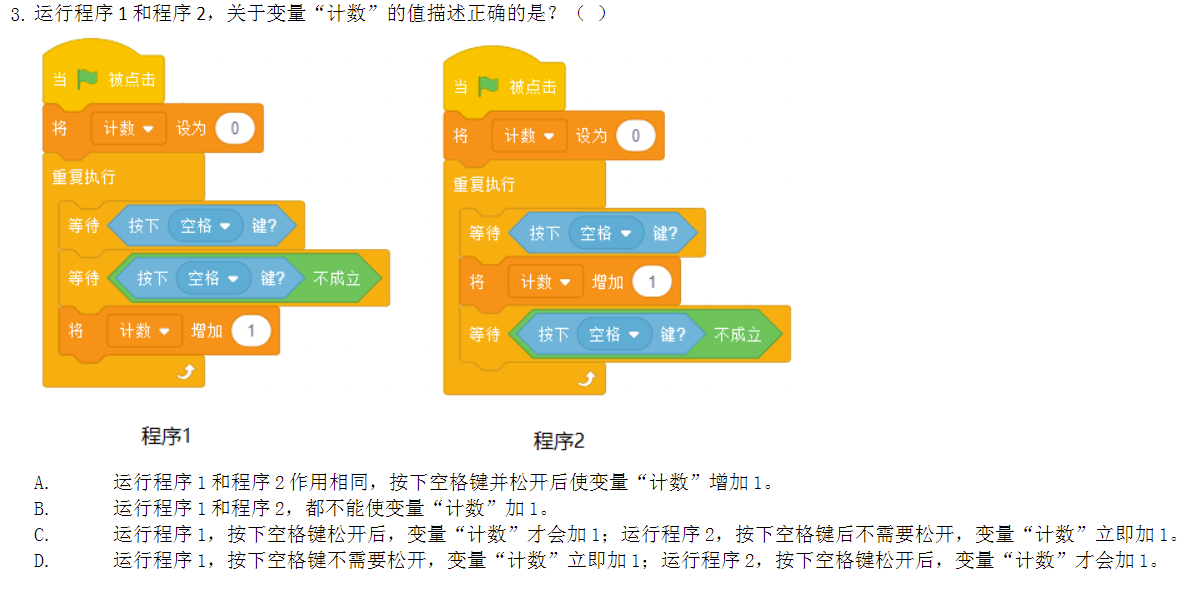 3. 运行程序1和程序2，关于变量“计数”的值描述正确的是？（ ）
当 被点击
将 计数 设为 0
重复执行
等待 按下 空格 键?
等待 按下 空格 键? 不成立
将 计数 增加 1
程序1
当 被点击
将 计数 设为 0
重复执行
等待 按下 空格 键?
将 计数 增加 1
等待 按下 空格 键? 不成立
程序2
A. 运行程序1和程序2作用相同，按下空格键并松开后使变量“计数”增加1。
B. 运行程序1和程序2，都不能使变量“计数”加1。
C. 运行程序1，按下空格键松开后，变量“计数”才会加1；运行程序2，按下空格键后不需要松开，变量“计数”立即加1。
D. 运行程序1，按下空格键不需要松开，变量“计数”立即加1；运行程序2，按下空格键松开后，变量“计数”才会加1。